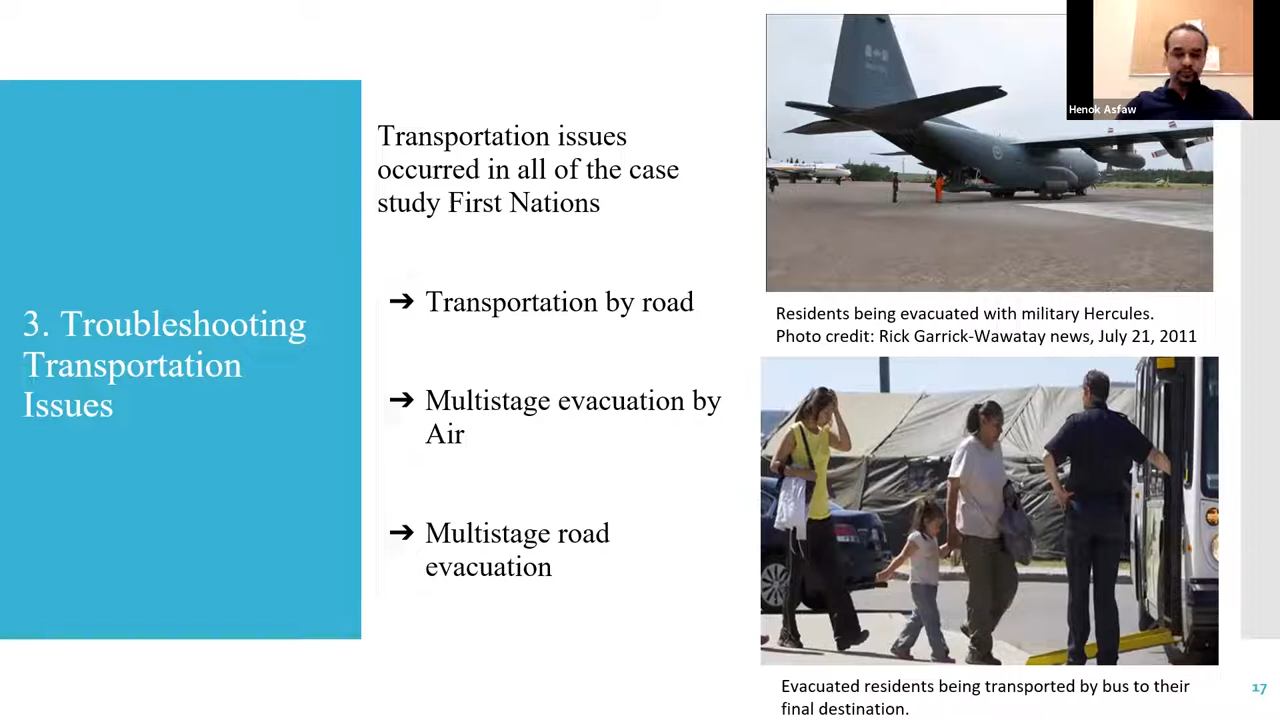 3. Troubleshooting
Transportation
Issues
Transportation issues
occurred in all of the case
study First Nations
➔ Transportation by road
➔ Multistage evacuation by
Air
➔ Multistage road
evacuation
Henok Asfaw
Residents being evacuated with military Hercules.
Photo credit: Rick Garrick-Wawatay news, July 21, 2011
Evacuated residents being transported by bus to their
final destination.
17